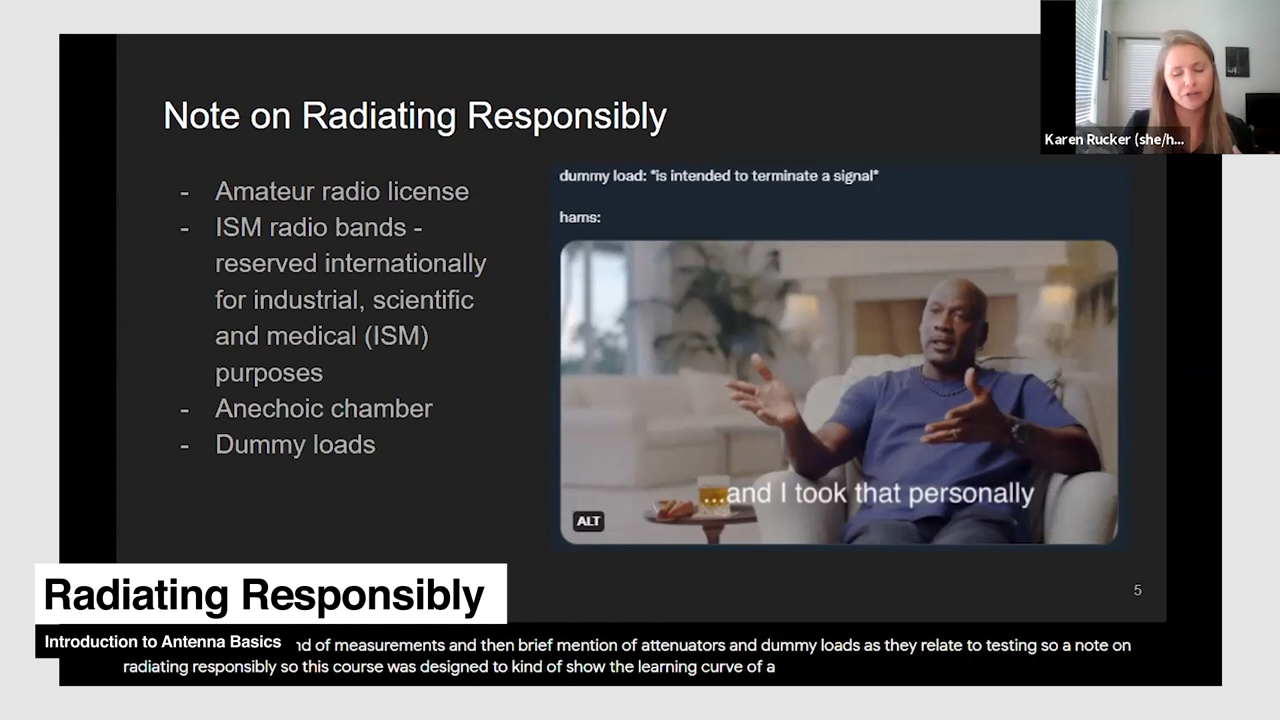 Note on Radiating Responsibly
- Amateur radio license
- ISM radio bands -
reserved internationally
for industrial, scientific
and medical (ISM)
purposes
- Anechoic chamber
- Dummy loads
dummy load: *is intended to terminate a signal*
hams:
...and I took that personally
ALT
5
Karen Rucker (she/h...
Radiating Responsibly
Introduction to Antenna Basics
of measurements and then brief mention of attenuators and dummy loads as they relate to testing so a note on
radiating responsibly so this course was designed to kind of show the learning curve of a